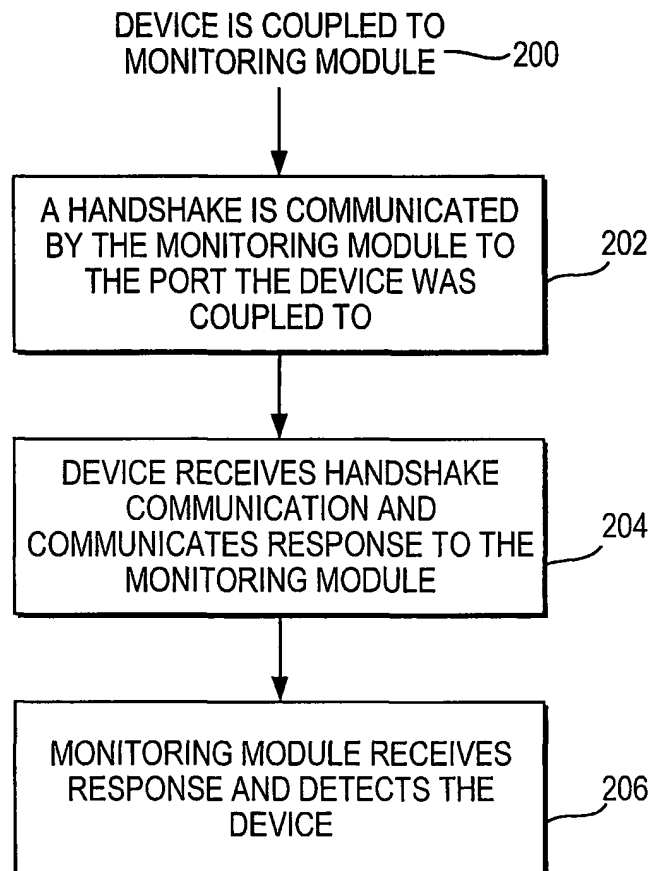 DEVICE IS COUPLED TO
MONITORING MODULE 200
A HANDSHAKE IS COMMUNICATED
BY THE MONITORING MODULE TO
THE PORT THE DEVICE WAS
COUPLED TO
202
DEVICE RECEIVES HANDSHAKE
COMMUNICATION AND
COMMUNICATES RESPONSE TO THE
MONITORING MODULE
204
MONITORING MODULE RECEIVES
RESPONSE AND DETECTS THE
DEVICE
206